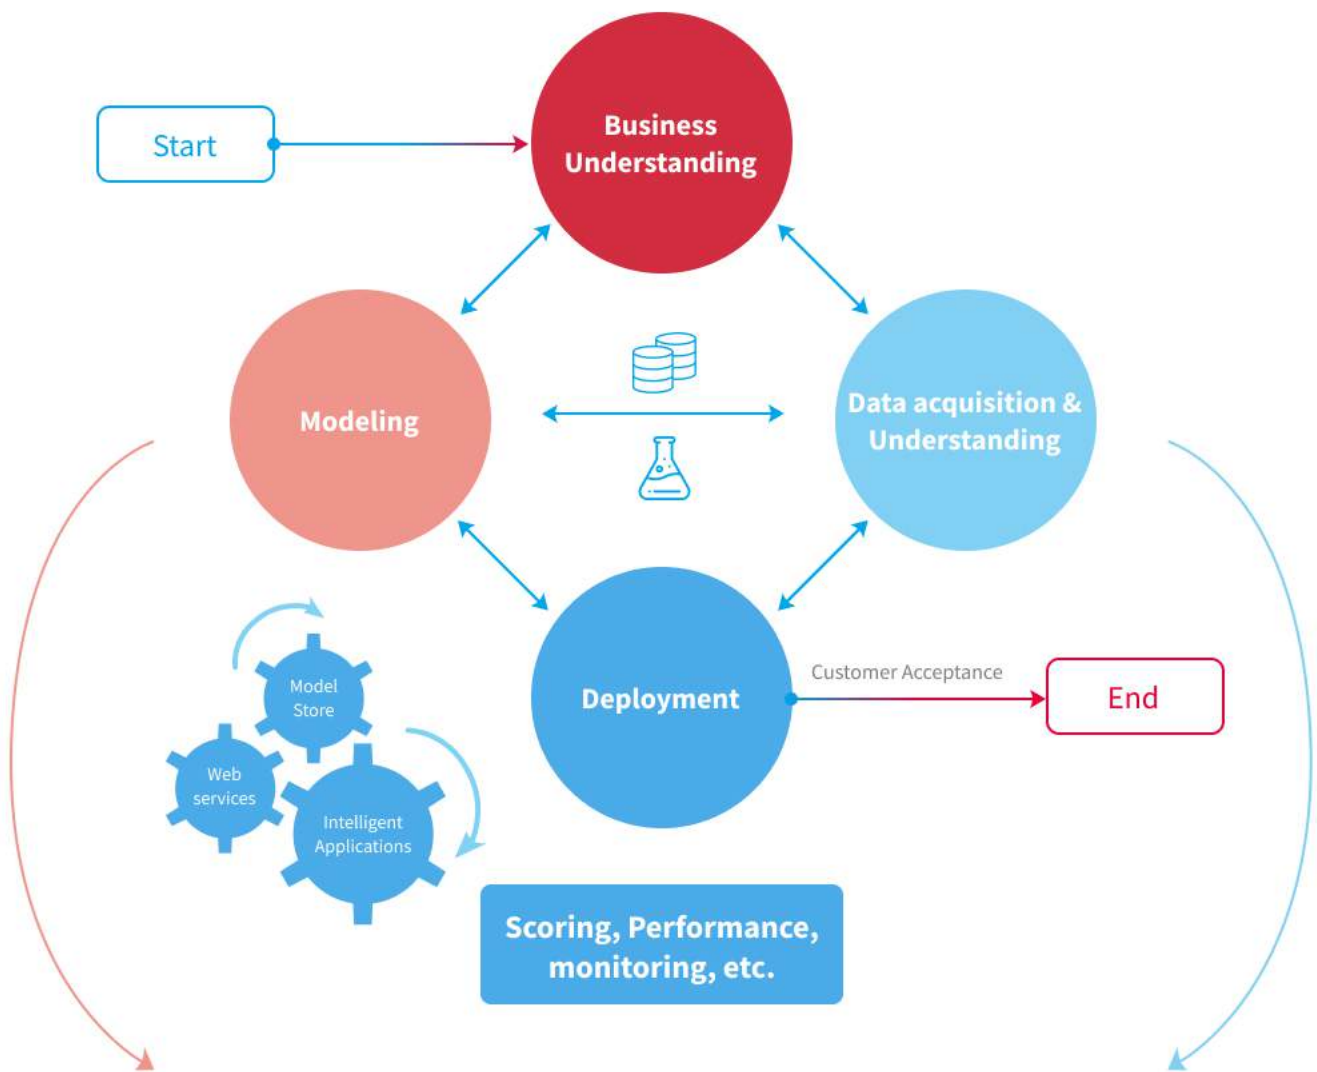 Business
Understanding
Start
Modeling
Data acquisition &
Understanding
Deployment
Customer Acceptance
End
Model
Store
Web
services
Intelligent
Applications
Scoring, Performance,
monitoring, etc.